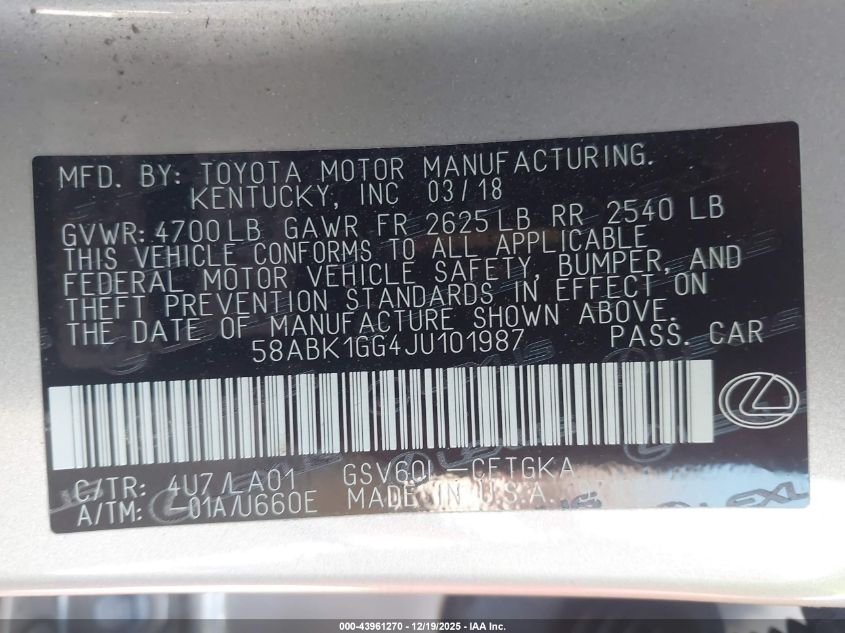 MFD. BY: TOYOTA MOTOR MANUFACTURING.
KENTUCKY, INC 03/18
GVWR: 4700 LB GAWR FR 2625 LB RR 2540 LB
THIS VEHICLE CONFORMS TO ALL APPLICABLE
FEDERAL MOTOR VEHICLE SAFETY, BUMPER, AND
THEFT PREVENTION STANDARDS IN EFFECT ON
THE DATE OF MANUFACTURE SHOWN ABOVE.
58ABK1GG4JU101987 PASS. CAR
C/TR: 4U7/LA01 GSV60L-CETGKA
A/TM: -01A/U660E MADE IN U.S.A.
000-43961270 - 12/19/2025 - IAA Inc.